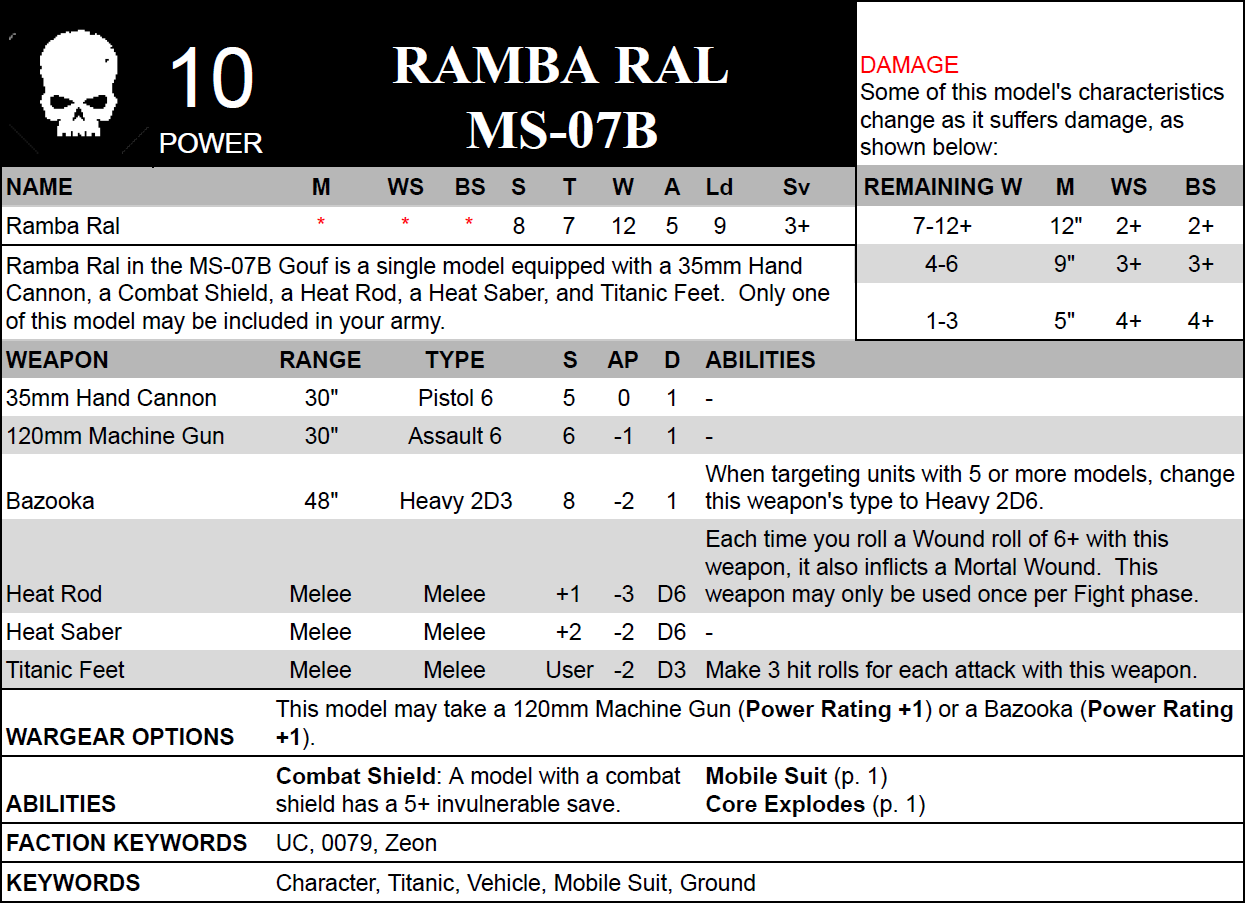 10
POWER
RAMBA RAL
MS-07B
DAMAGE
Some of this model's characteristics
change as it suffers damage, as
shown below:
NAME M WS BS S T W A Ld Sv
Ramba Ral * * * 8 7 12 5 9 3+
REMAINING W M WS BS
7-12+ 12" 2+ 2+
4-6 9" 3+ 3+
1-3 5" 4+ 4+
Ramba Ral in the MS-07B Gouf is a single model equipped with a 35mm Hand
Cannon, a Combat Shield, a Heat Rod, a Heat Saber, and Titanic Feet. Only one
of this model may be included in your army.
WEAPON RANGE TYPE S AP D ABILITIES
35mm Hand Cannon 30" Pistol 6 5 0 1 -
120mm Machine Gun 30" Assault 6 6 -1 1 -
When targeting units with 5 or more models, change
Bazooka 48" Heavy 2D3 8 -2 1 this weapon's type to Heavy 2D6.
Each time you roll a Wound roll of 6+ with this
weapon, it also inflicts a Mortal Wound. This
Heat Rod Melee Melee +1 -3 D6 weapon may only be used once per Fight phase.
Heat Saber Melee Melee +2 -2 D6 -
Titanic Feet Melee Melee User -2 D3 Make 3 hit rolls for each attack with this weapon.
This model may take a 120mm Machine Gun (Power Rating +1) or a Bazooka (Power Rating
WARGEAR OPTIONS +1).
Combat Shield: A model with a combat Mobile Suit (p. 1)
ABILITIES shield has a 5+ invulnerable save. Core Explodes (p. 1)
FACTION KEYWORDS UC, 0079, Zeon
KEYWORDS Character, Titanic, Vehicle, Mobile Suit, Ground